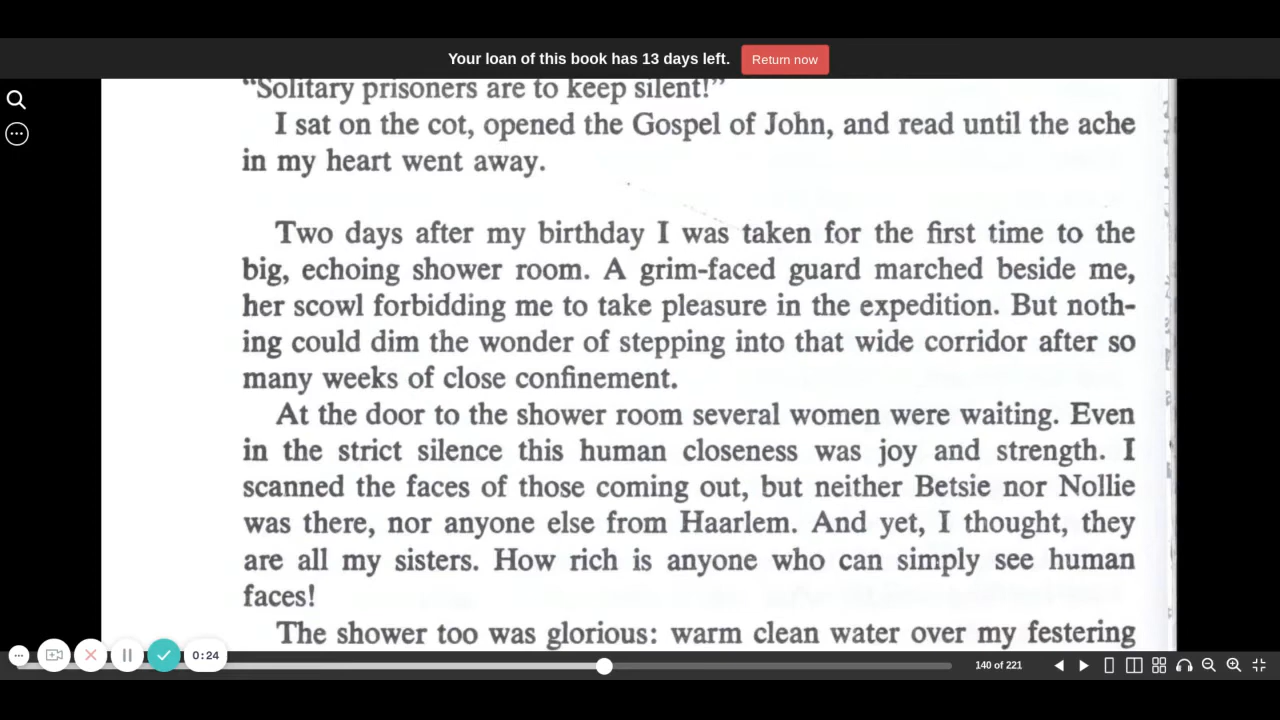 Your loan of this book has 13 days left. Return now
“Solitary prisoners are to keep silent!”
I sat on the cot, opened the Gospel of John, and read until the ache
in my heart went away.
Two days after my birthday I was taken for the first time to the
big, echoing shower room. A grim-faced guard marched beside me,
her scowl forbidding me to take pleasure in the expedition. But noth-
ing could dim the wonder of stepping into that wide corridor after so
many weeks of close confinement.
At the door to the shower room several women were waiting. Even
in the strict silence this human closeness was joy and strength. I
scanned the faces of those coming out, but neither Betsie nor Nollie
was there, nor anyone else from Haarlem. And yet, I thought, they
are all my sisters. How rich is anyone who can simply see human
faces!
The shower too was glorious: warm clean water over my festering
0:24
140 of 221